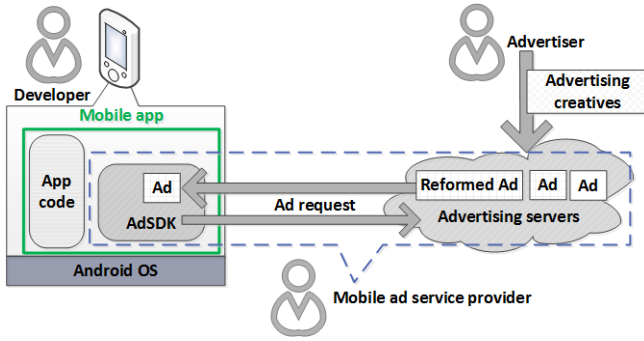 Developer
Advertiser
Advertising
creatives
Mobile app
App
code
Ad
AdSDK
Ad request
Reformed Ad
Ad
Ad
Advertising servers
Android OS
Mobile ad service provider